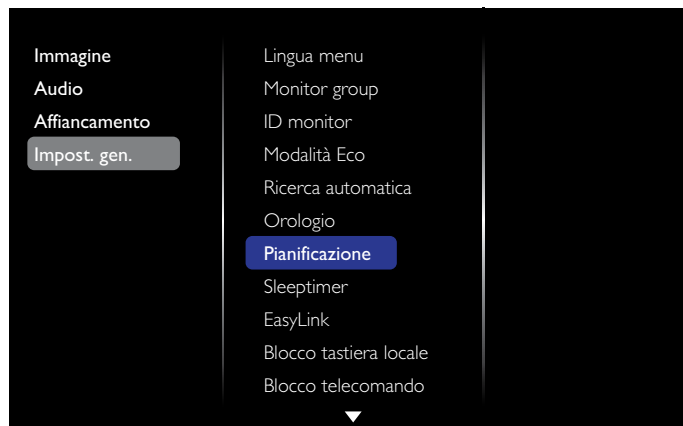 Immagine
Audio
Affiancamento
Impost. gen.
Lingua menu
Monitor group
ID monitor
Modalità Eco
Ricerca automatica
Orologio
Pianificazione
Sleeptimer
EasyLink
Blocco tastiera locale
Blocco telecomando